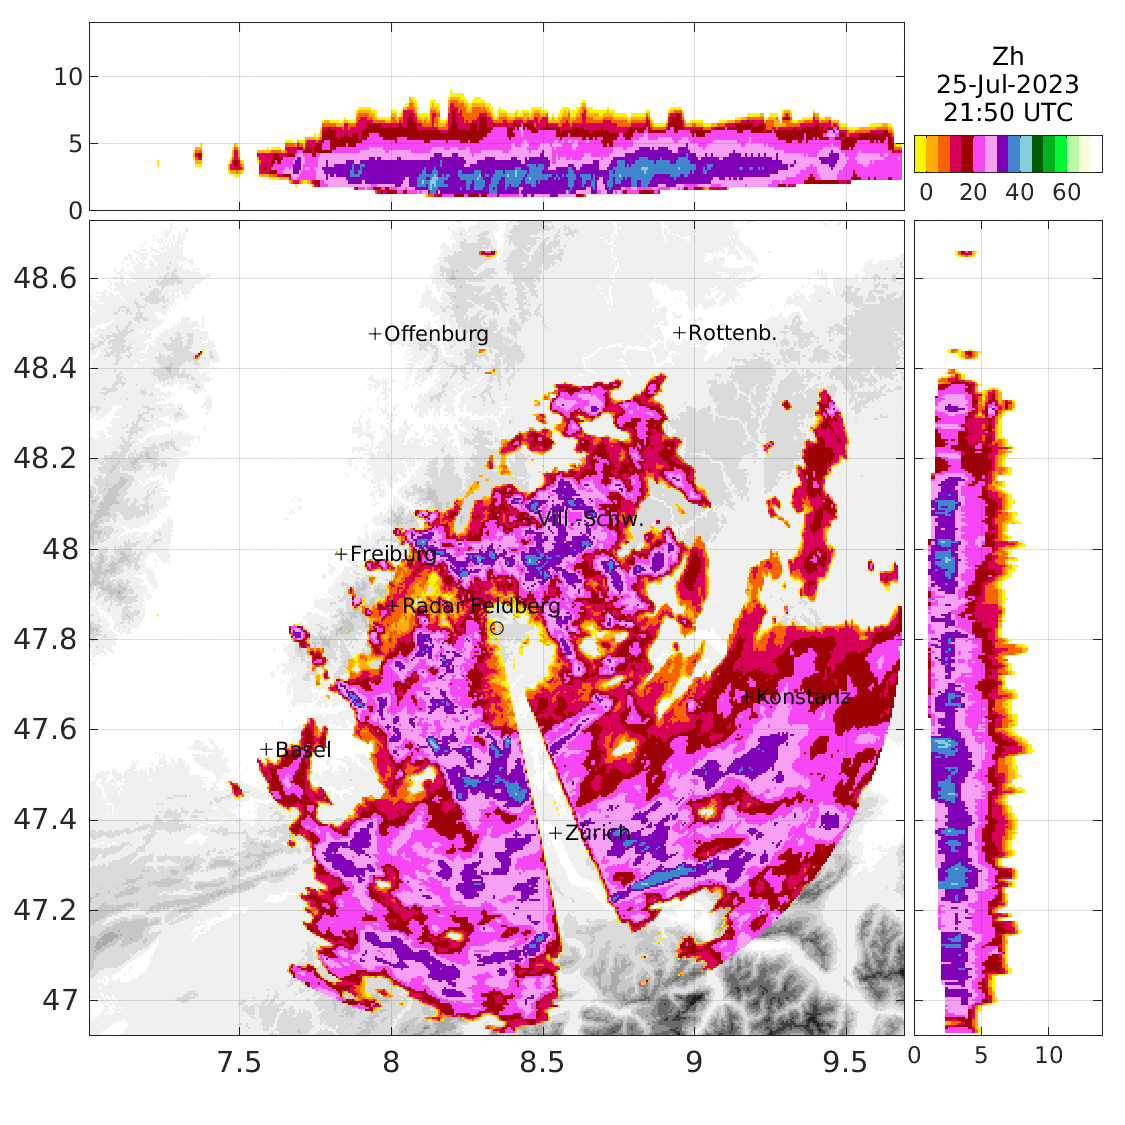 10
5
0
Zh
25-Jul-2023
21:50 UTC
0 20 40 60
48.6
48.4
48.2
48
47.8
47.6
47.4
47.2
47
+Offenburg
+Rottenb.
+Vill.-Schw.
+Freiburg
+Radar Feldberg
+Konstanz
+Basel
+Zürich
7.5 8 8.5 9 9.5
0 5 10